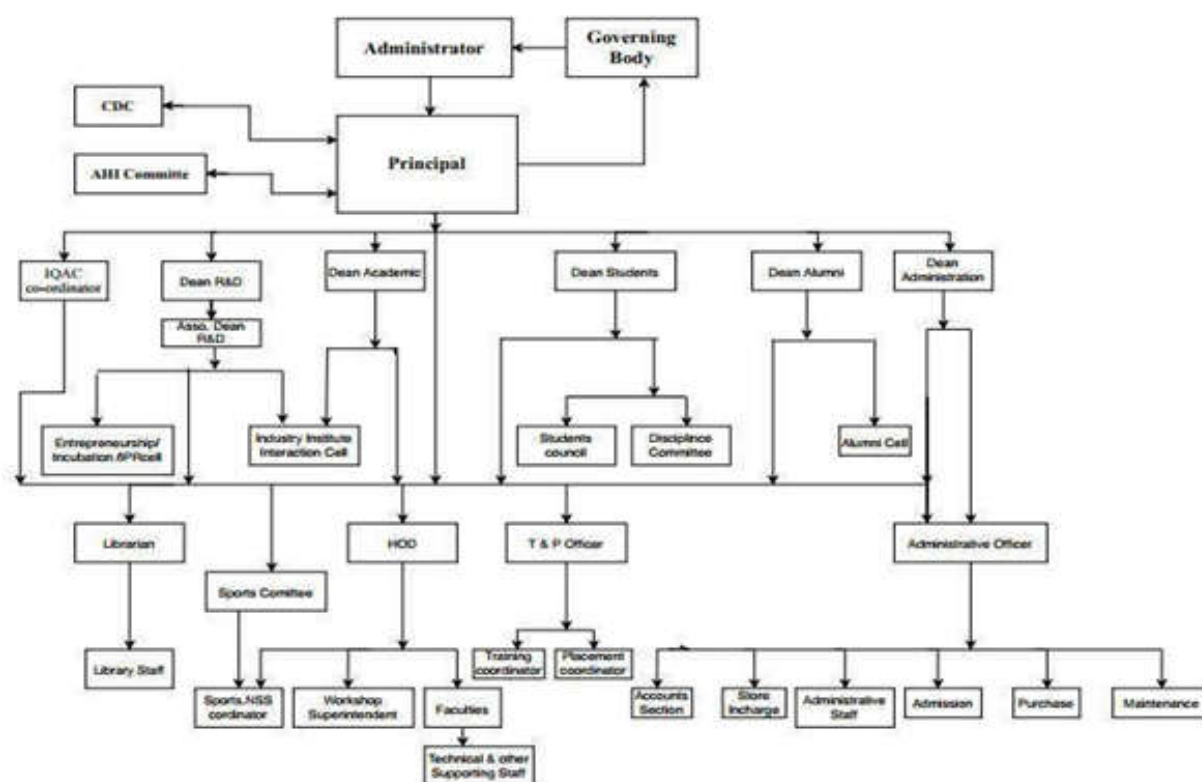 Administrator
Governing
Body
CDC
AHI Committe
Principal
IQAC
co-ordinator
Dean R&D
Dean Academic
Dean Students
Dean Alumni
Dean
Administration
Asso. Dean
R&D
Entrepreneurship/
Incubation /IPRcell
Industry Institute
Interaction Cell
Students
council
Disciplince
Committee
Alumni Cell
Librarian
HOD
T & P Officer
Administrative Officer
Sports Comittee
Library Staff
Sports,NSS
cordinator
Workshop
Superintendent
Faculties
Training
coordinator
Placement
coordinator
Accounts
Section
Store
Incharge
Administrative
Staff
Admission
Purchase
Maintenance
Technical & other
Supporting Staff